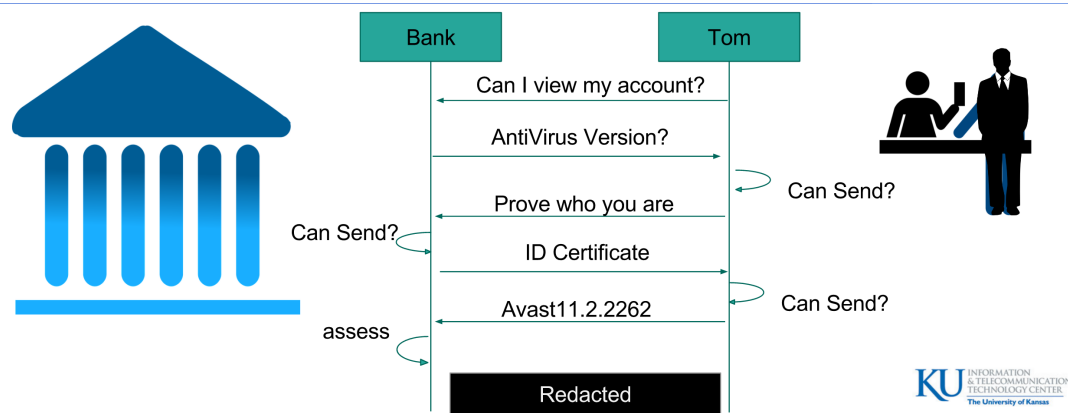 Bank
Tom
Can I view my account?
AntiVirus Version?
Can Send?
Prove who you are
Can Send?
ID Certificate
Can Send?
Avast11.2.2262
assess
Redacted
KU INFORMATION
& TELECOMMUNICATION
TECHNOLOGY CENTER
The University of Kansas